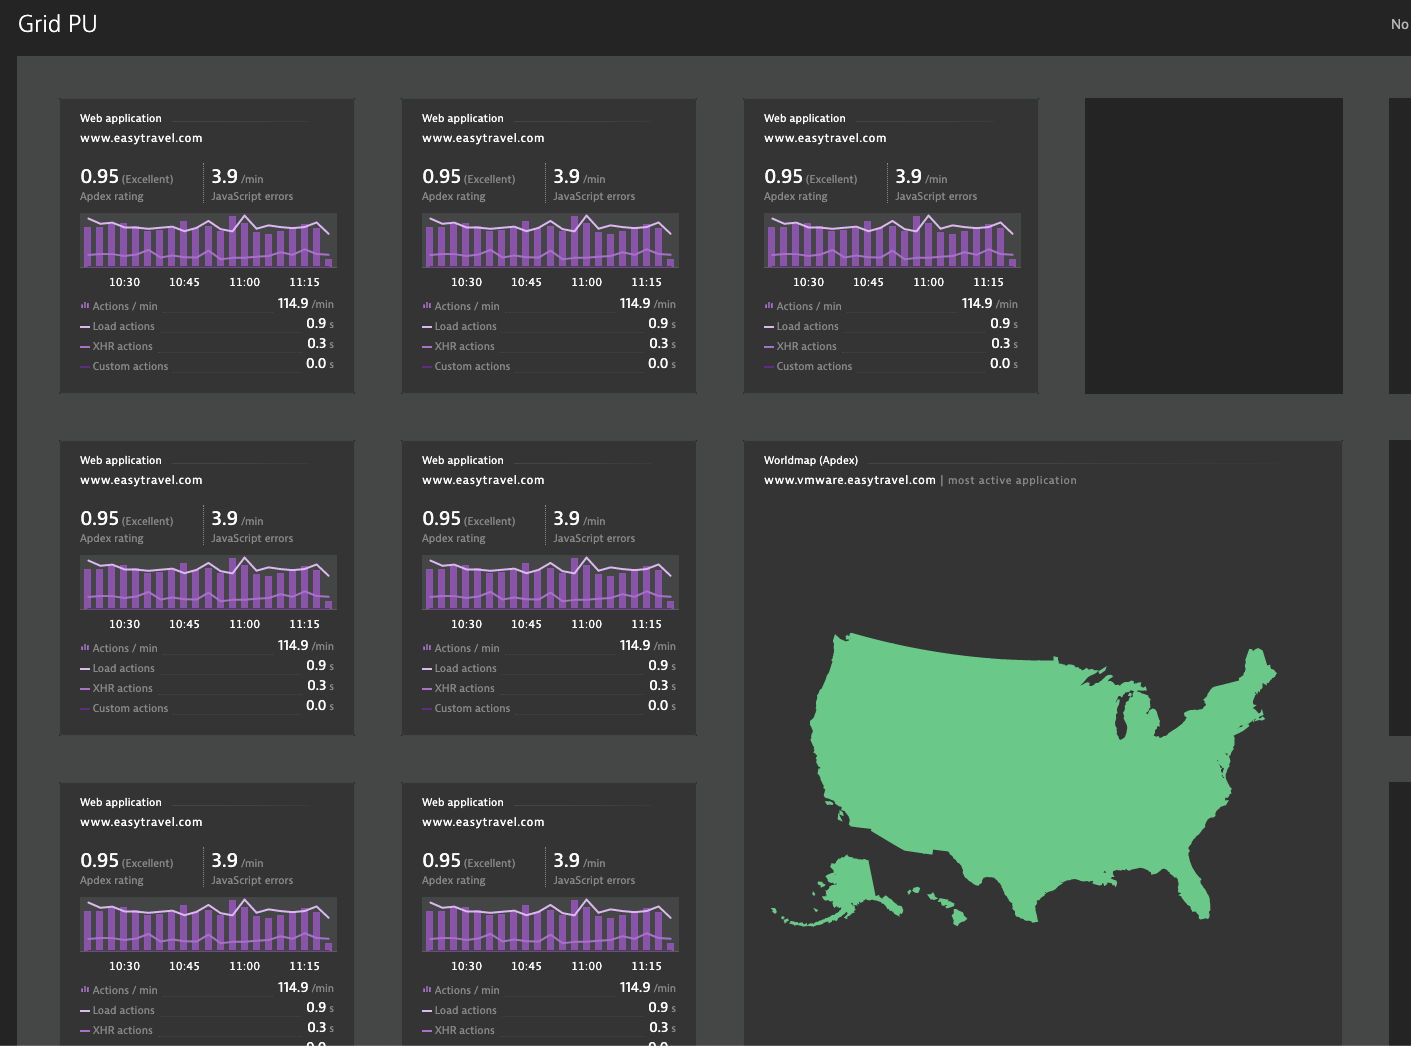 Grid PU
No
Web application
www.easytravel.com
0.95 (Excellent)
Apdex rating
3.9 /min
JavaScript errors
10:30 10:45 11:00 11:15
Actions / min 114.9 /min
Load actions 0.9 s
XHR actions 0.3 s
Custom actions 0.0 s
Web application
www.easytravel.com
0.95 (Excellent)
Apdex rating
3.9 /min
JavaScript errors
10:30 10:45 11:00 11:15
Actions / min 114.9 /min
Load actions 0.9 s
XHR actions 0.3 s
Custom actions 0.0 s
Web application
www.easytravel.com
0.95 (Excellent)
Apdex rating
3.9 /min
JavaScript errors
10:30 10:45 11:00 11:15
Actions / min 114.9 /min
Load actions 0.9 s
XHR actions 0.3 s
Custom actions 0.0 s
Web application
www.easytravel.com
0.95 (Excellent)
Apdex rating
3.9 /min
JavaScript errors
10:30 10:45 11:00 11:15
Actions / min 114.9 /min
Load actions 0.9 s
XHR actions 0.3 s
Custom actions 0.0 s
Web application
www.easytravel.com
0.95 (Excellent)
Apdex rating
3.9 /min
JavaScript errors
10:30 10:45 11:00 11:15
Actions / min 114.9 /min
Load actions 0.9 s
XHR actions 0.3 s
Custom actions 0.0 s
Worldmap (Apdex)
www.vmware.easytravel.com | most active application
Web application
www.easytravel.com
0.95 (Excellent)
Apdex rating
3.9 /min
JavaScript errors
10:30 10:45 11:00 11:15
Actions / min 114.9 /min
Load actions 0.9 s
XHR actions 0.3 s
Web application
www.easytravel.com
0.95 (Excellent)
Apdex rating
3.9 /min
JavaScript errors
10:30 10:45 11:00 11:15
Actions / min 114.9 /min
Load actions 0.9 s
XHR actions 0.3 s